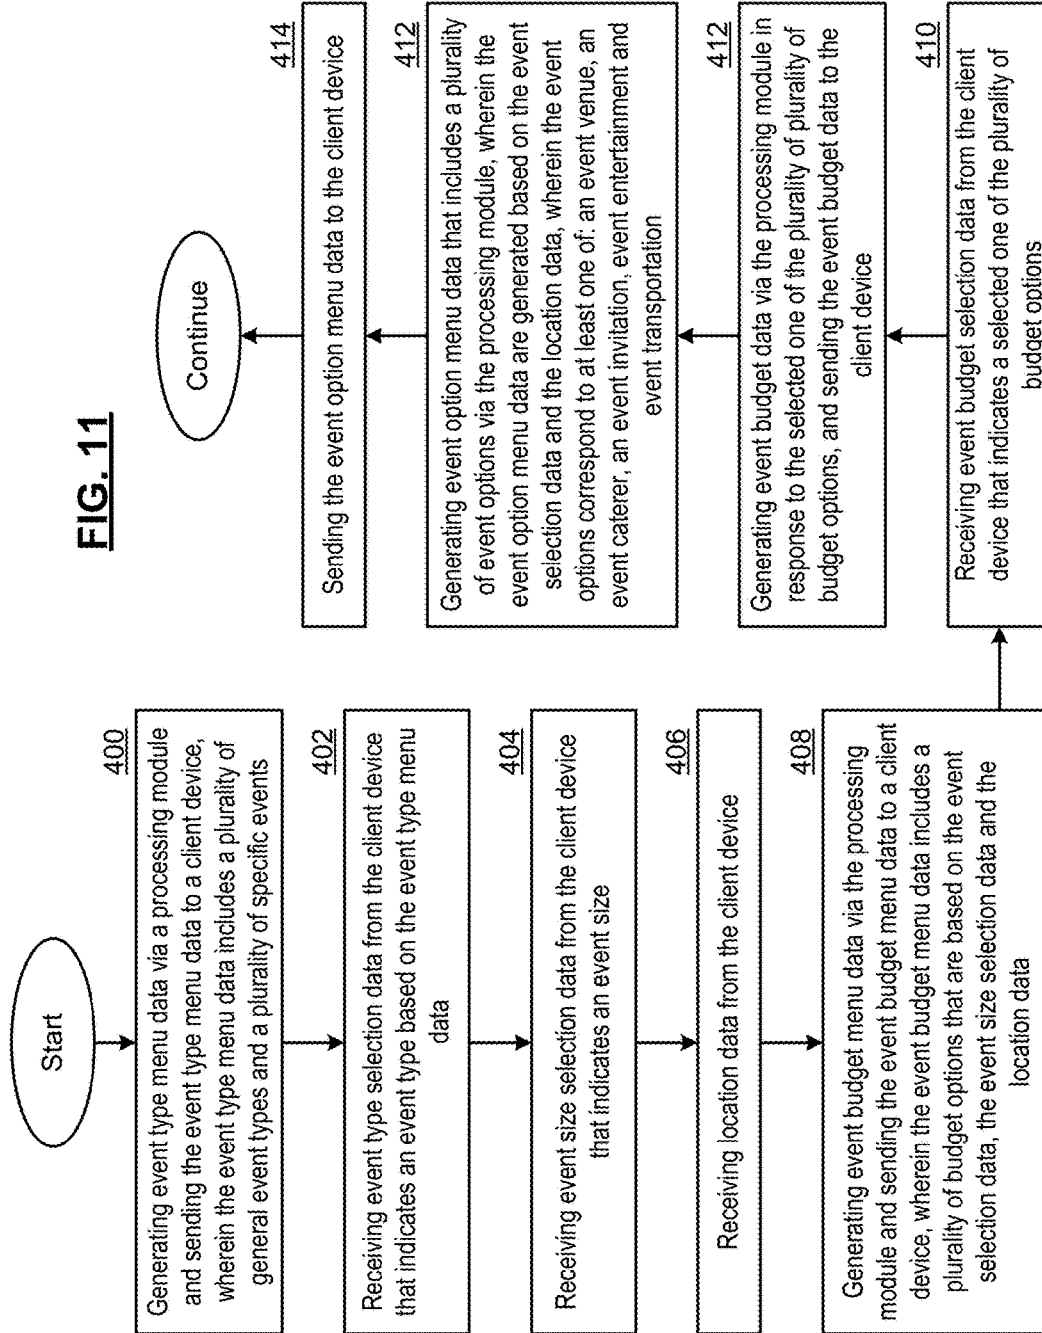 FIG. 11
Start
400
Generating event type menu data via a processing module
and sending the event type menu data to a client device,
wherein the event type menu data includes a plurality of
general event types and a plurality of specific events
402
Receiving event type selection data from the client device
that indicates an event type based on the event type menu
data
404
Receiving event size selection data from the client device
that indicates an event size
406
Receiving location data from the client device
408
Generating event budget menu data via the processing
module and sending the event budget menu data to a client
device, wherein the event budget menu data includes a
plurality of budget options that are based on the event
selection data, the event size selection data and the
location data
410
Receiving event budget selection data from the client
device that indicates a selected one of the plurality of
budget options
412
Generating event budget data via the processing module in
response to the selected one of the plurality of plurality of
budget options, and sending the event budget data to the
client device
412
Generating event option menu data that includes a plurality
of event options via the processing module, wherein the
event option menu data are generated based on the event
selection data and the location data, wherein the event
options correspond to at least one of: an event venue, an
event caterer, an event invitation, event entertainment and
event transportation
414
Sending the event option menu data to the client device
Continue